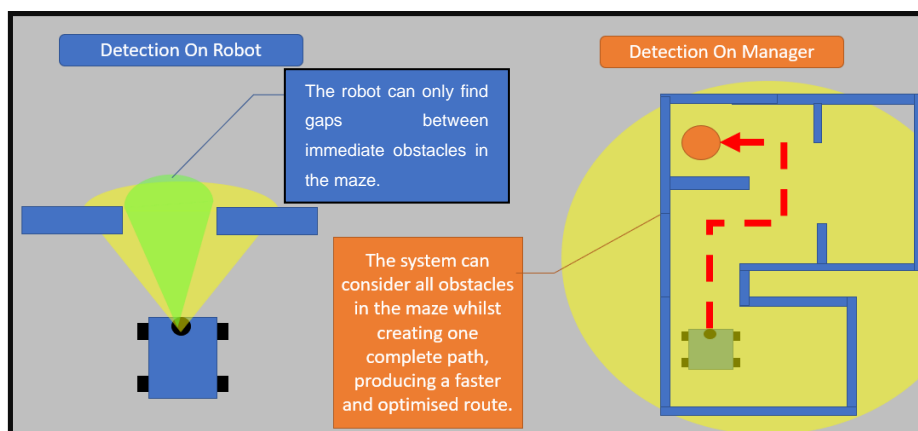 Detection On Robot
The robot can only find
gaps between
immediate obstacles in
the maze.
Detection On Manager
The system can
consider all obstacles
in the maze whilst
creating one
complete path,
producing a faster
and optimised route.